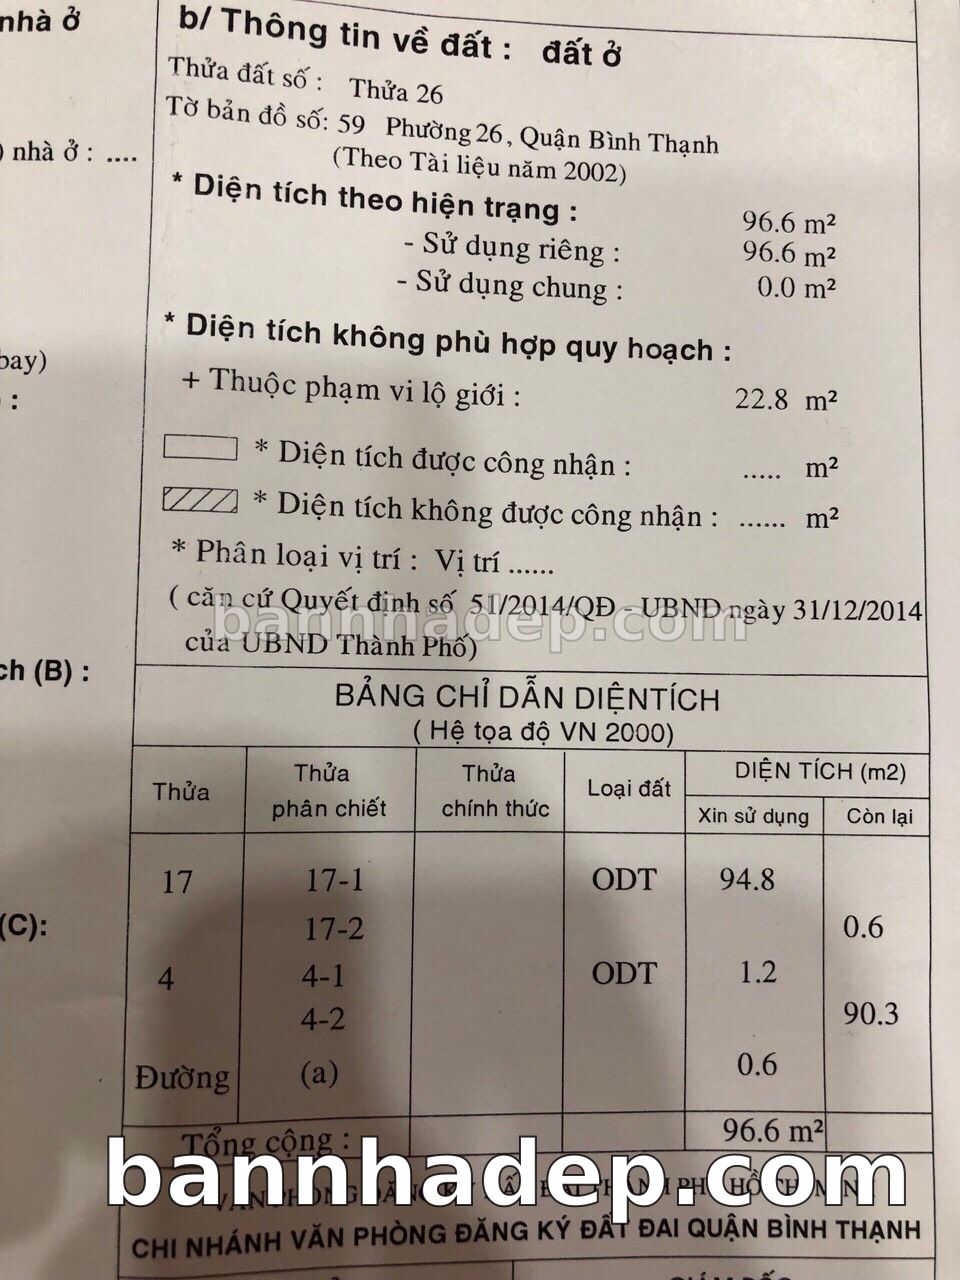 nhà ở
b/ Thông tin về đất : đất ở
Thửa đất số : Thửa 26
Tờ bản đồ số: 59 Phường 26, Quận Bình Thạnh
) nhà ở : ....
(Theo Tài liệu năm 2002)
* Diện tích theo hiện trạng : 96.6 m²
- Sử dụng riêng : 96.6 m²
- Sử dụng chung : 0.0 m²
* Diện tích không phù hợp quy hoạch :
bay)
+ Thuộc phạm vi lộ giới : 22.8 m²
:
* Diện tích được công nhận : ..... m²
* Diện tích không được công nhận : ...... m²
* Phân loại vị trí : Vị trí ......
( căn cứ Quyết định số 51/2014/QĐ - UBND ngày 31/12/2014
bannhadep.com
của UBND Thành Phố)
ch (B) :
BẢNG CHỈ DẪN DIỆNTÍCH
( Hệ tọa độ VN 2000)
Thửa Thửa phân chiết Thửa chính thức Loại đất DIỆN TÍCH (m2)
Xin sử dụng Còn lại
17 17-1 ODT 94.8
17-2 0.6
(C):
4 4-1 ODT 1.2
4-2 90.3
Đường (a) 0.6
Tổng cộng : 96.6 m²
bannhadep.com
CHI NHÁNH VĂN PHÒNG ĐĂNG KÝ ĐẤT ĐAI QUẬN BÌNH THẠNH